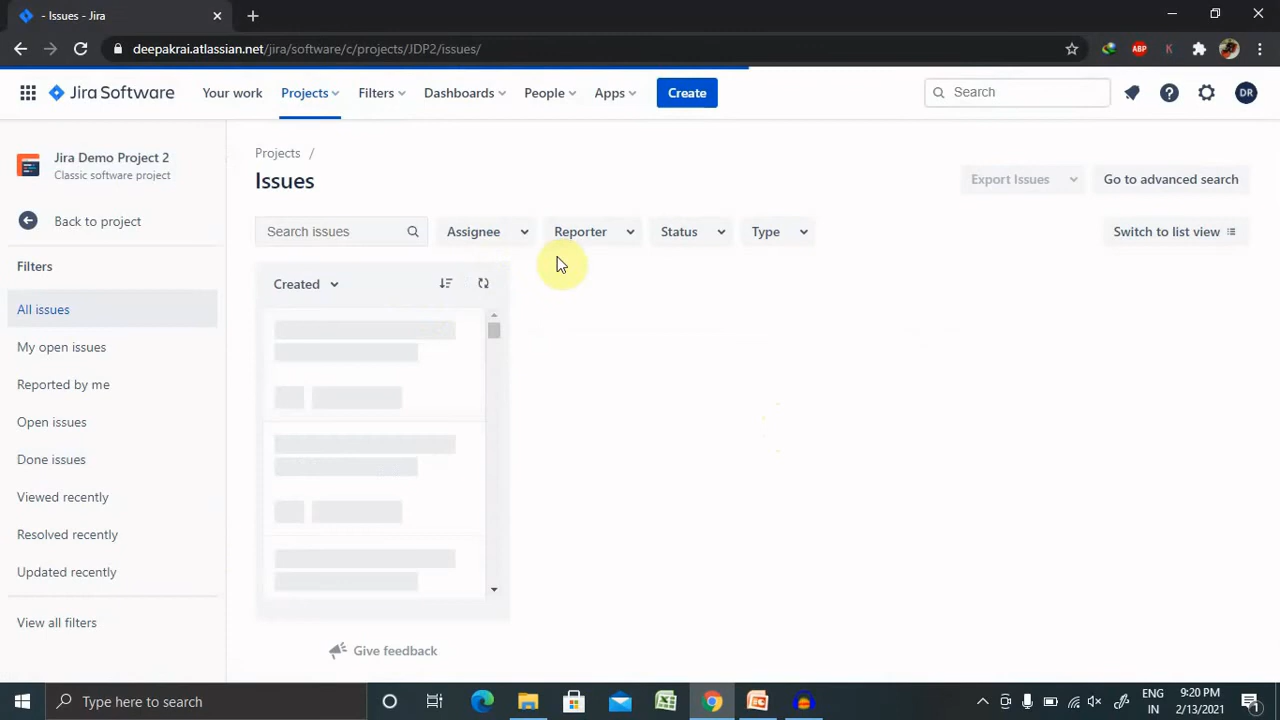 - Issues - Jira
deepakrai.atlassian.net/jira/software/c/projects/JDP2/issues/
ABP
K
Jira Software
Your work
Projects
Filters
Dashboards
People
Apps
Create
Search
DR
Jira Demo Project 2
Classic software project
Back to project
Filters
All issues
My open issues
Reported by me
Open issues
Done issues
Viewed recently
Resolved recently
Updated recently
View all filters
Projects /
Issues
Export Issues
Go to advanced search
Search issues
Assignee
Reporter
Status
Type
Switch to list view
Created
Give feedback
Type here to search
ENG
IN
9:20 PM
2/13/2021
1